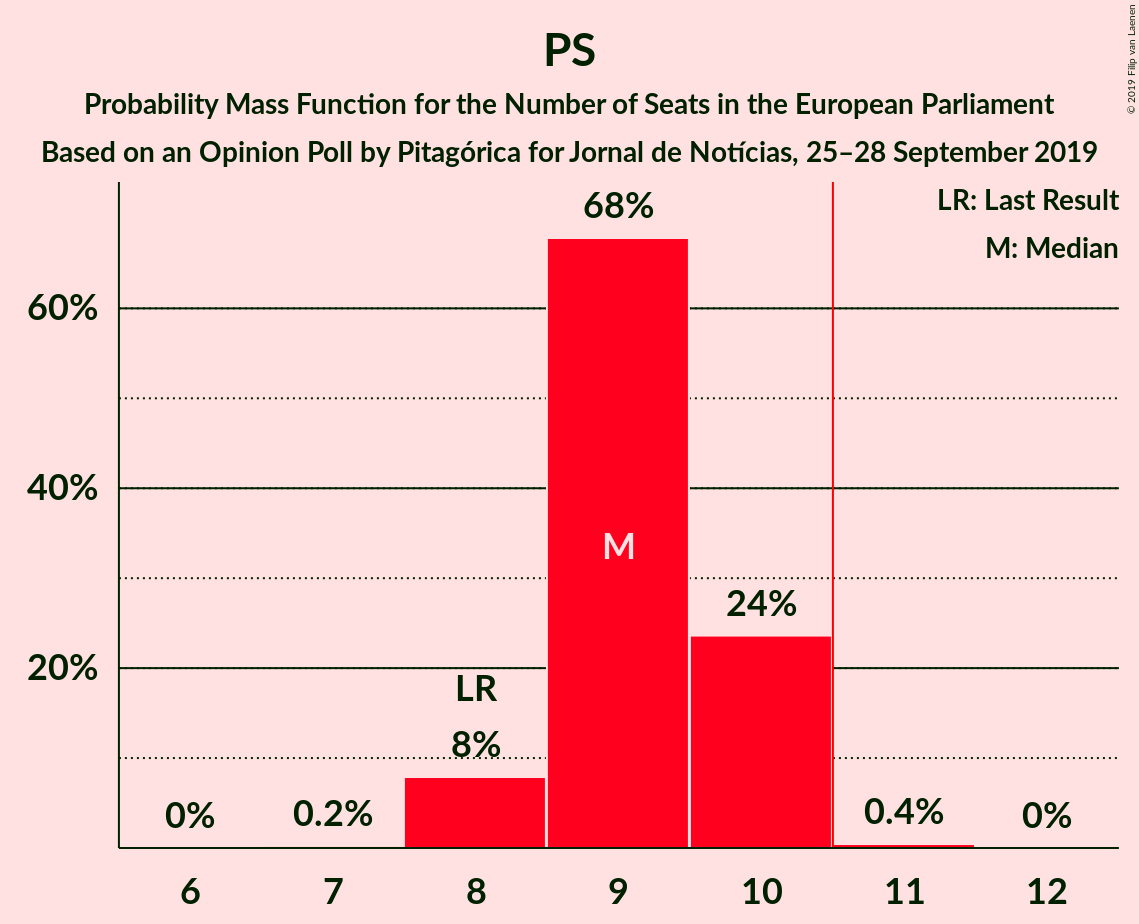 PS
Probability Mass Function for the Number of Seats in the European Parliament
Based on an Opinion Poll by Pitagórica for Jornal de Notícias, 25–28 September 2019
© 2019 Filip van Laenen
LR: Last Result
M: Median
68%
60%
M
40%
24%
20%
LR
8%
0%
0.2%
0.4%
0%
6
7
8
9
10
11
12